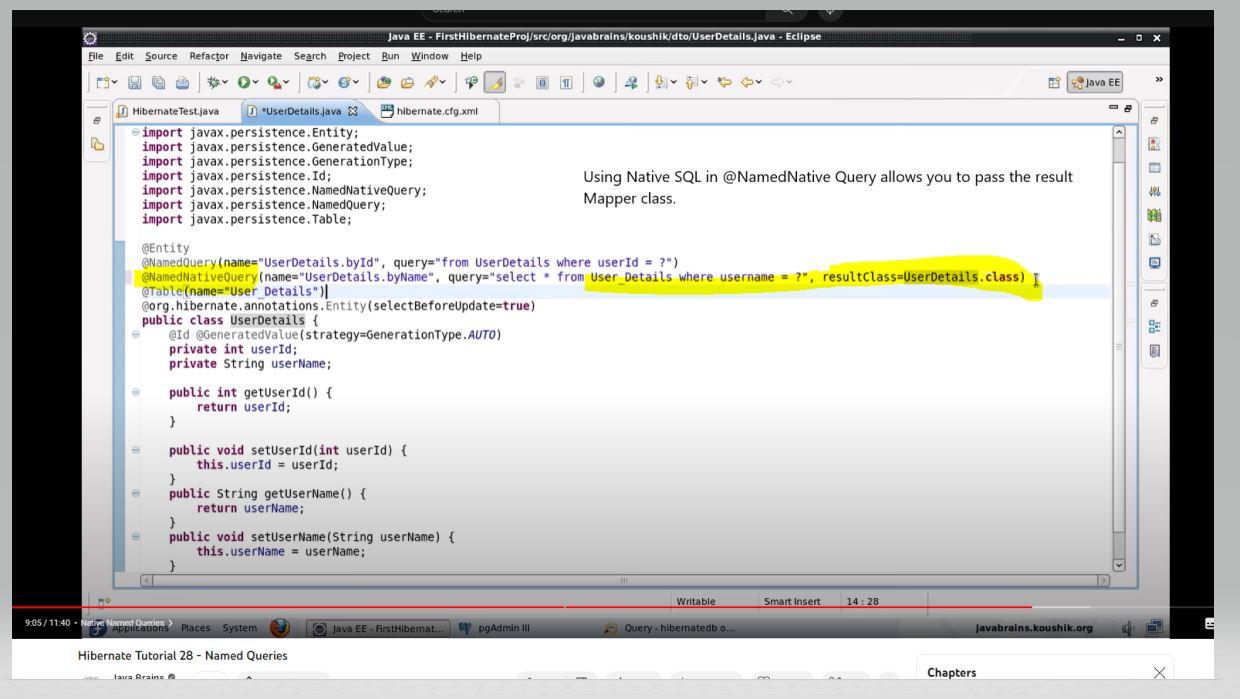 Search
Java EE - FirstHibernateProj/src/org/javabrains/koushik/dto/UserDetails.java - Eclipse
File Edit Source Refactor Navigate Search Project Run Window Help
Java EE
HibernateTest.java *UserDetails.java hibernate.cfg.xml
import javax.persistence.Entity;
import javax.persistence.GeneratedValue;
import javax.persistence.GenerationType;
import javax.persistence.Id;
import javax.persistence.NamedNativeQuery;
import javax.persistence.NamedQuery;
import javax.persistence.Table;
Using Native SQL in @NamedNative Query allows you to pass the result
Mapper class.
@Entity
@NamedQuery(name="UserDetails.byId", query="from UserDetails where userId = ?")
@NamedNativeQuery(name="UserDetails.byName", query="select * from User_Details where username = ?", resultClass=UserDetails.class)
@Table(name="User_Details")
@org.hibernate.annotations.Entity(selectBeforeUpdate=true)
public class UserDetails {
@Id @GeneratedValue(strategy=GenerationType.AUTO)
private int userId;
private String userName;
public int getUserId() {
return userId;
}
public void setUserId(int userId) {
this.userId = userId;
}
public String getUserName() {
return userName;
}
public void setUserName(String userName) {
this.userName = userName;
}
Writable Smart Insert 14 : 28
9:05 / 11:40 • Native Named Queries
Applications Places System Java EE - FirstHibernat... pgAdmin III Query - hibernatedb o... javabrains.koushik.org
Hibernate Tutorial 28 - Named Queries
Java Brains
Chapters